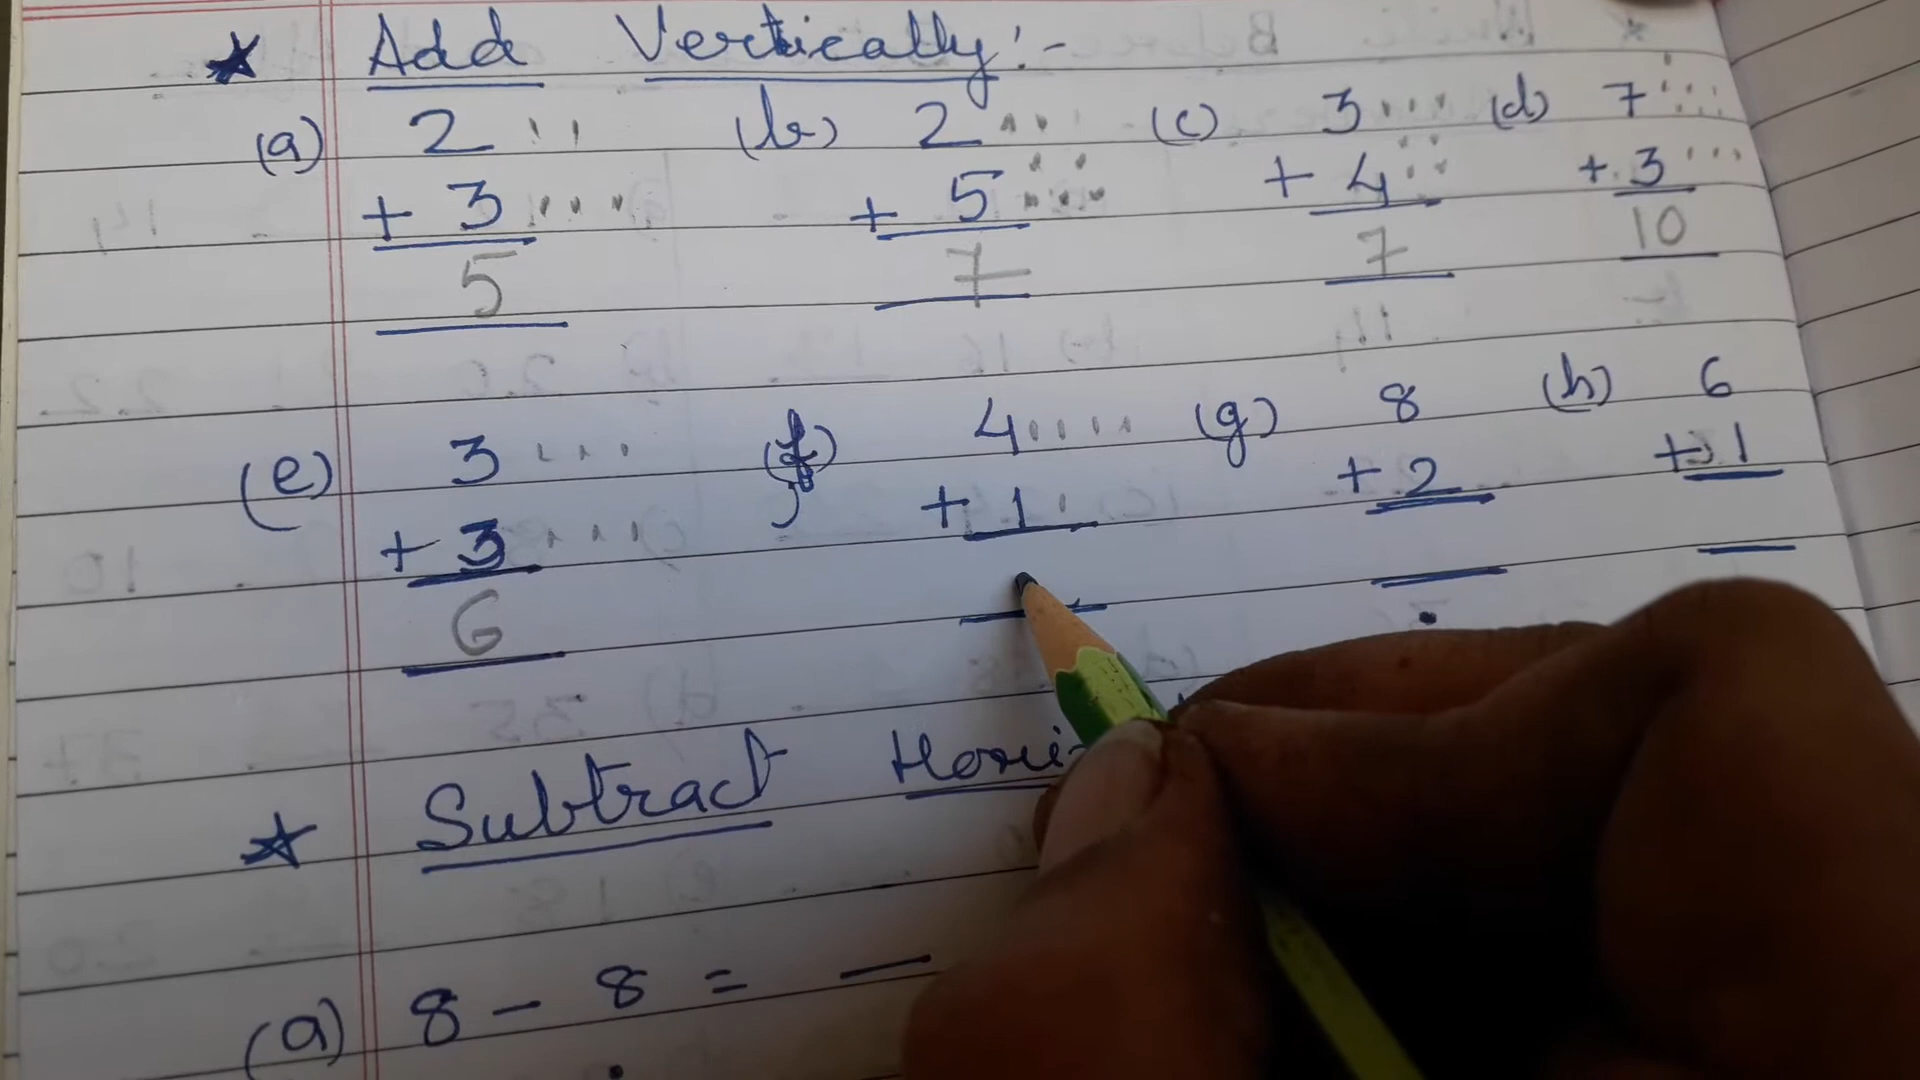 ★ Add Vertically :-
(a) 2 (b) 2 (c) 3 (d) 7
+ 3 + 5 + 4 + 3
5 7 7 10
(e) 3 (f) 4 (g) 8 (h) 6
+ 3 + 1 + 2 + 1
6
★ Subtract Hori
(a) 8 - 8 = —